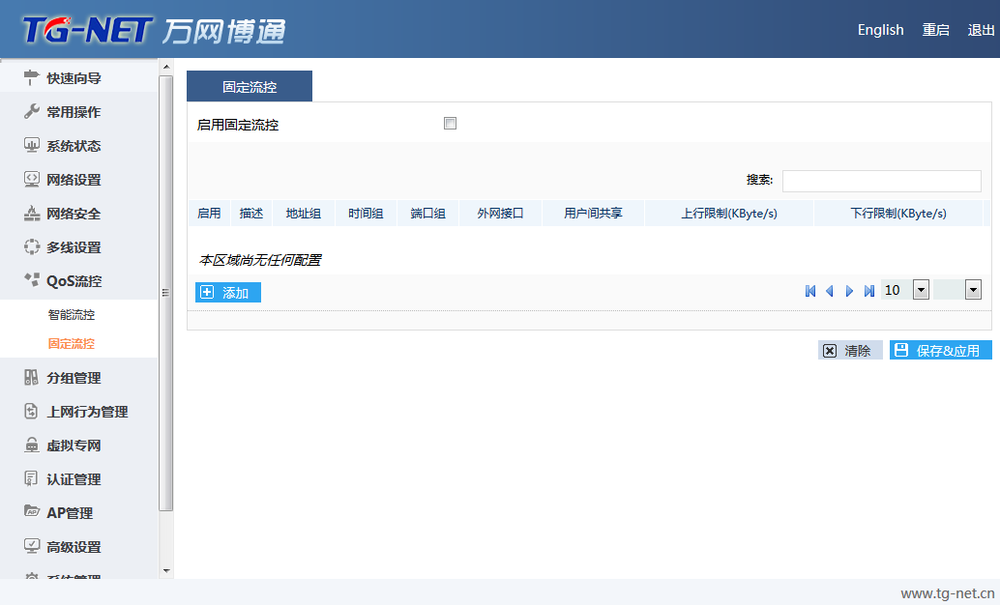 TG-NET 万网博通
English 重启 退出
快速向导
常用操作
系统状态
网络设置
网络安全
多线设置
QoS流控
智能流控
固定流控
分组管理
上网行为管理
虚拟专网
认证管理
AP管理
高级设置
系统管理
固定流控
启用固定流控
搜索:
启用 描述 地址组 时间组 端口组 外网接口 用户间共享 上行限制(KByte/s) 下行限制(KByte/s)
本区域尚无任何配置
添加 10
清除 保存&应用
www.tg-net.cn